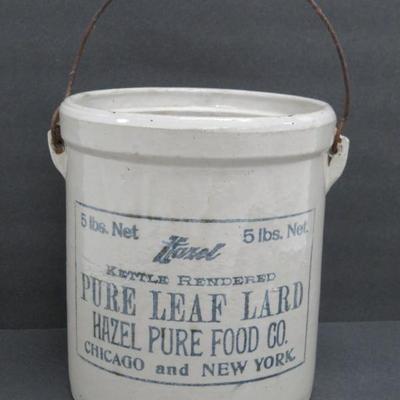 5 lbs. Net 5 lbs. Net.
Hazel
KETTLE RENDERED
PURE LEAF LARD
HAZEL PURE FOOD CO.
CHICAGO and NEW YORK.